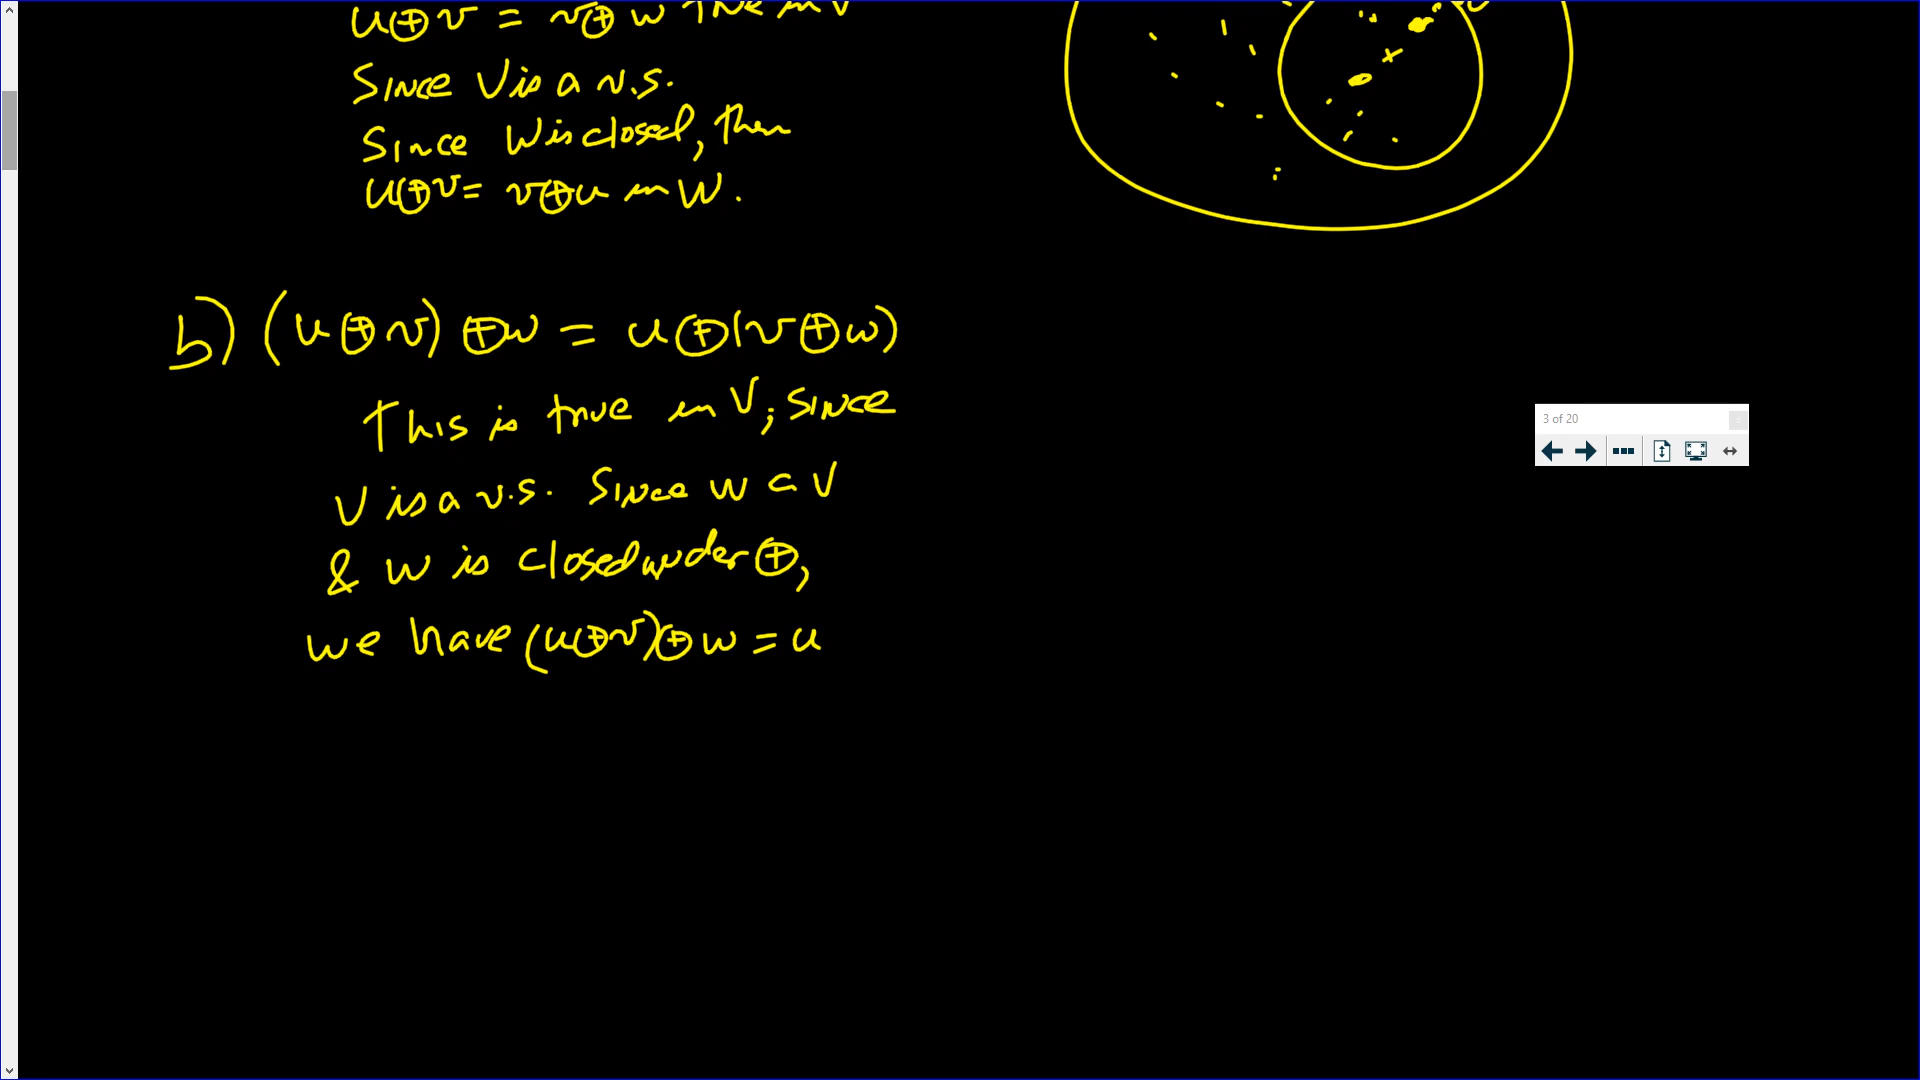 u⊕v = v⊕w true in V
Since V is a v.s.
Since W is closed, then
u⊕v = v⊕u in W.
b) (u⊕v)⊕w = u⊕(v⊕w)
This is true in V; since
V is a v.s. Since W ⊂ V
& W is closed under ⊕,
we have (u⊕v)⊕w = u
3 of 20